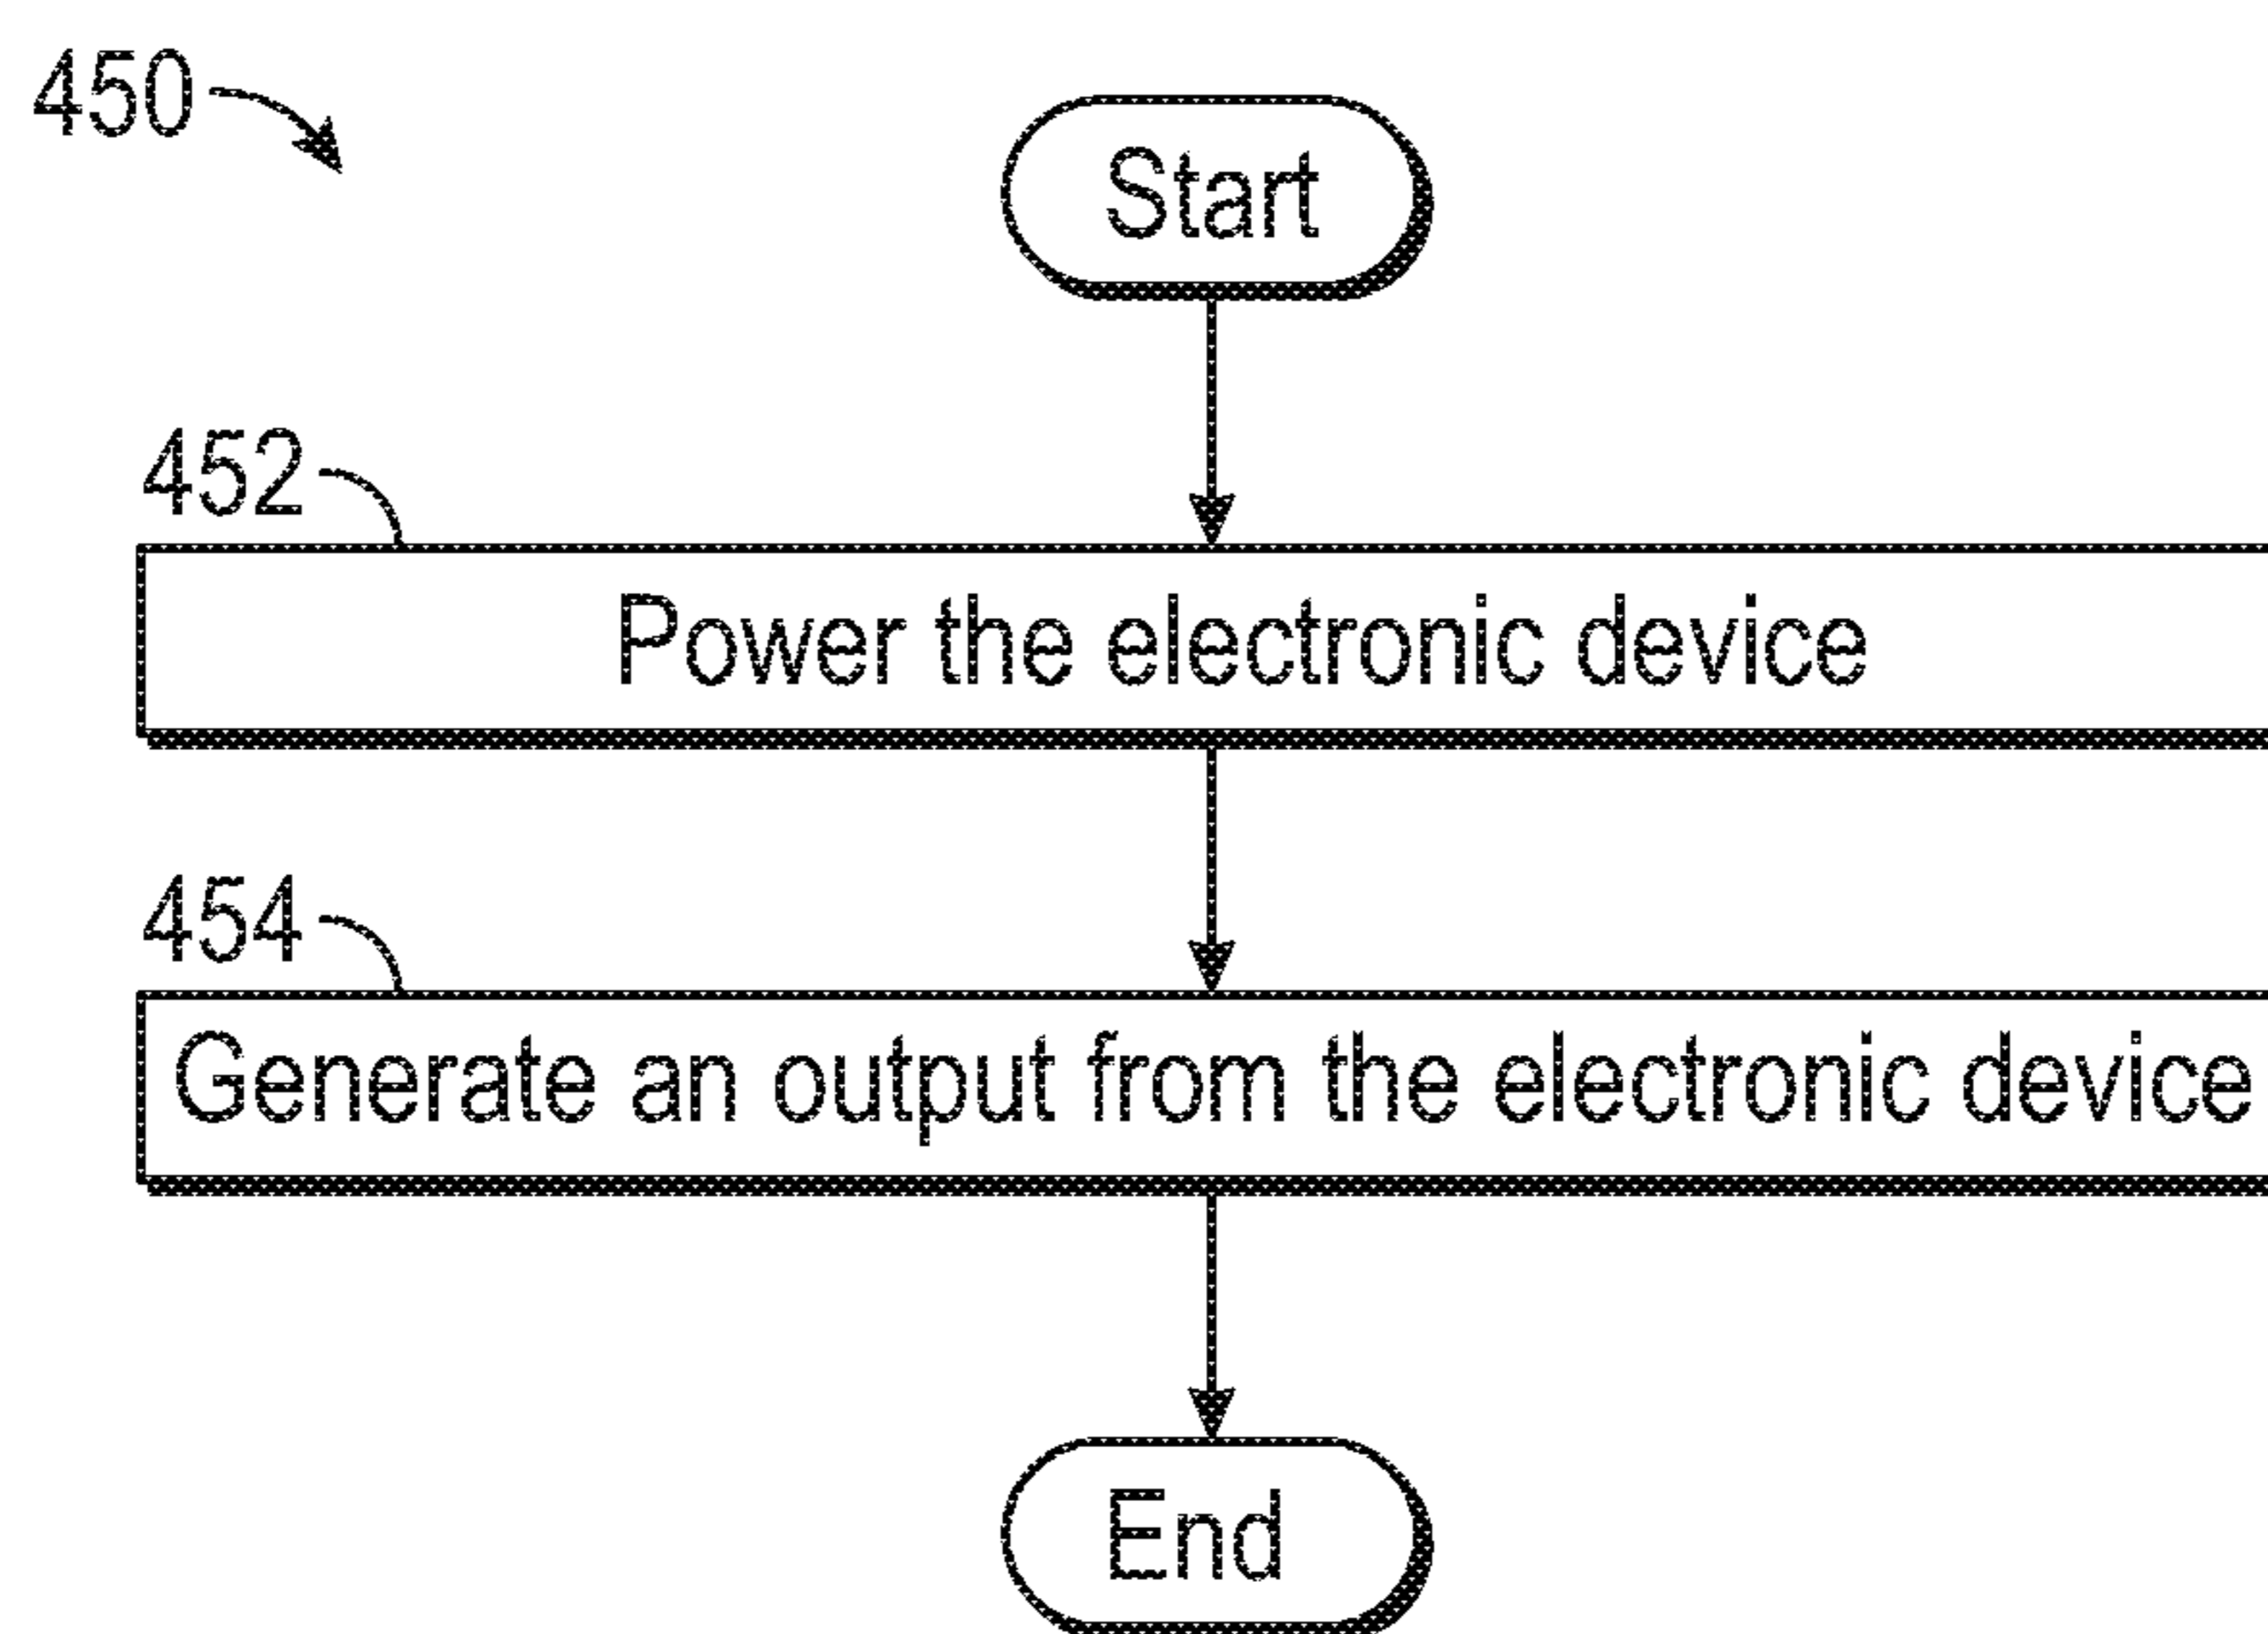 450
Start
452
Power the electronic device
454
Generate an output from the electronic device
End